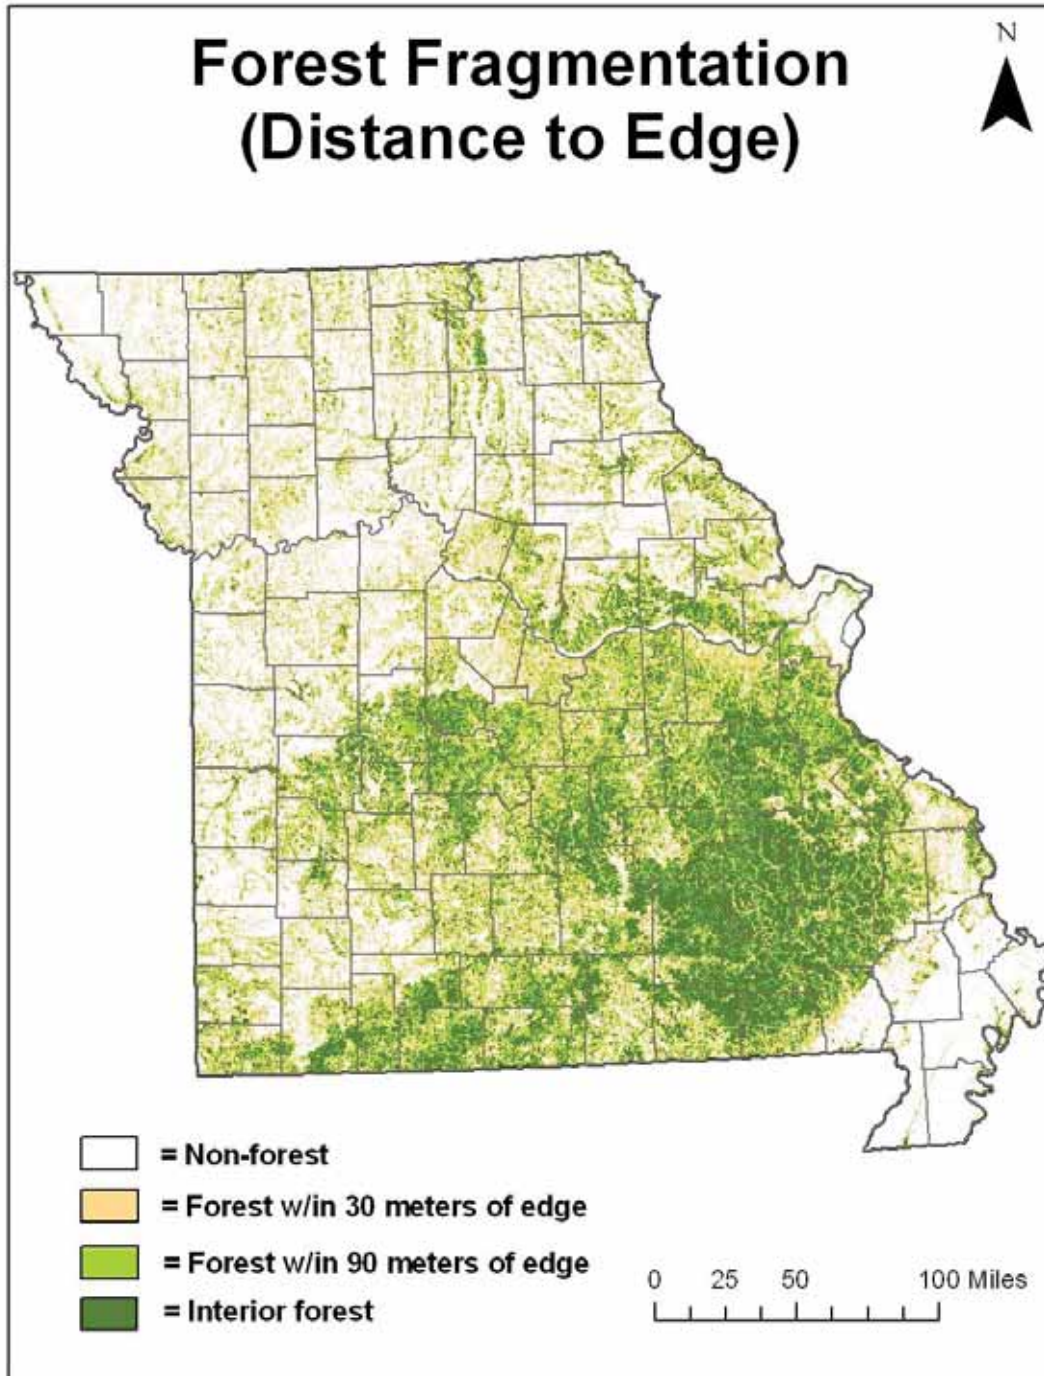 Forest Fragmentation
(Distance to Edge)
N
= Non-forest
= Forest w/in 30 meters of edge
= Forest w/in 90 meters of edge
= Interior forest
0 25 50 100 Miles